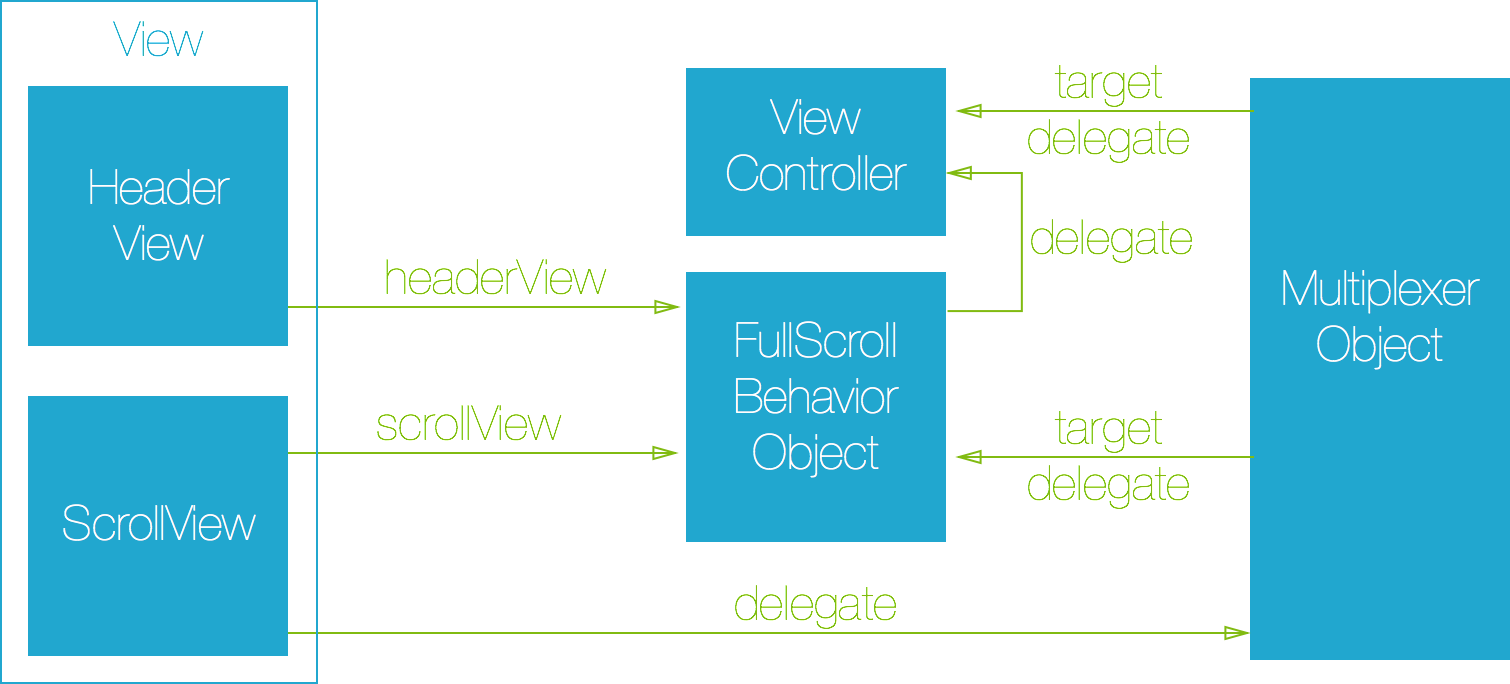 View
Header
View
ScrollView
headerView
scrollView
View
Controller
FullScroll
Behavior
Object
target
delegate
delegate
target
delegate
delegate
Multiplexer
Object